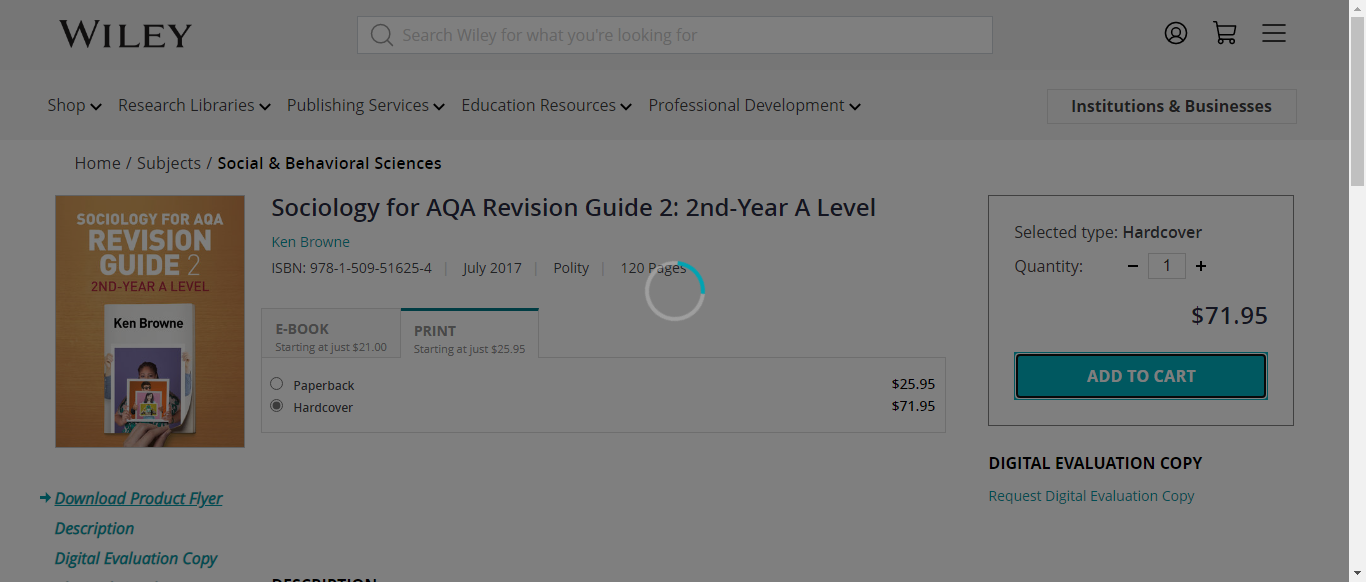 WILEY
Search Wiley for what you're looking for
Shop Research Libraries Publishing Services Education Resources Professional Development
Institutions & Businesses
Home / Subjects / Social & Behavioral Sciences
SOCIOLOGY FOR AQA
REVISION
GUIDE 2
2ND-YEAR A LEVEL
Ken Browne
Sociology for AQA Revision Guide 2: 2nd-Year A Level
Ken Browne
ISBN: 978-1-509-51625-4 | July 2017 | Polity | 120 Pages
E-BOOK
Starting at just $21.00
PRINT
Starting at just $25.95
Paperback $25.95
Hardcover $71.95
Selected type: Hardcover
Quantity: − 1 +
$71.95
ADD TO CART
DIGITAL EVALUATION COPY
Request Digital Evaluation Copy
Download Product Flyer
Description
Digital Evaluation Copy
DESCRIPTION